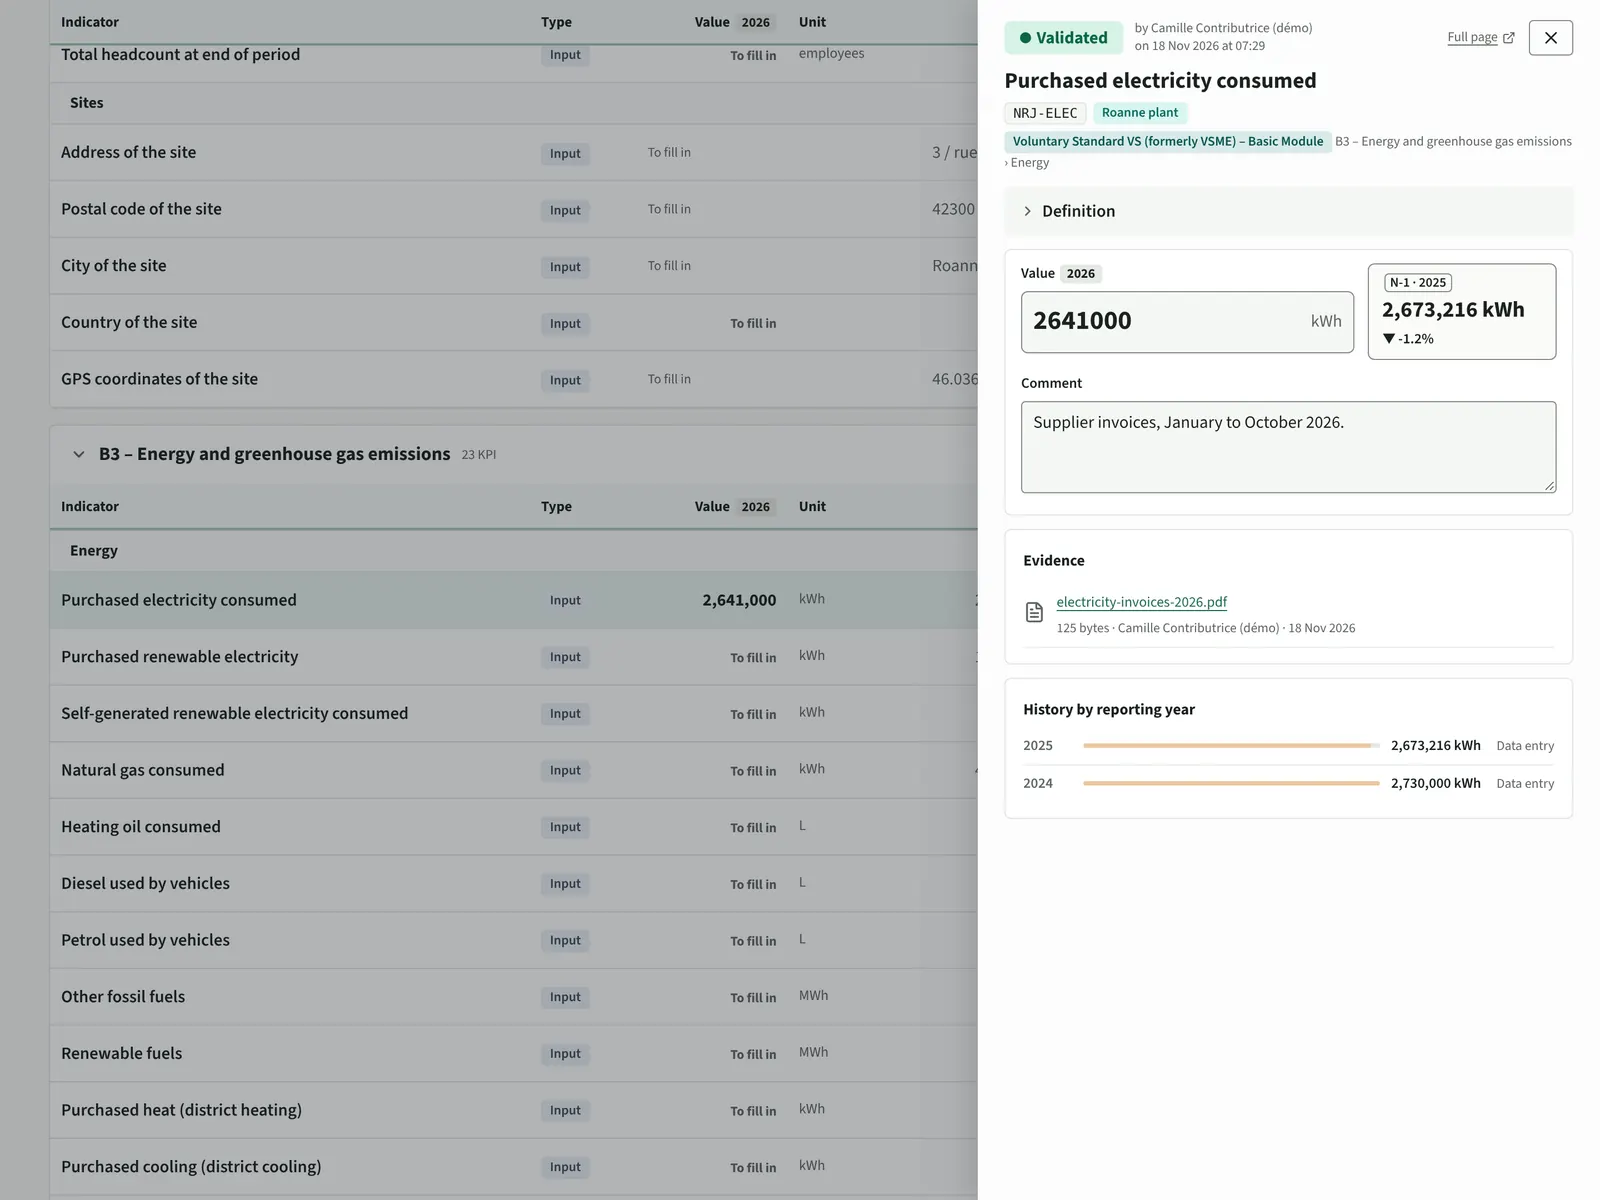 Indicator Type Value 2026 Unit
Total headcount at end of period Input To fill in employees
Sites
Address of the site Input To fill in 3 / rue
Postal code of the site Input To fill in 42300
City of the site Input To fill in Roann
Country of the site Input To fill in
GPS coordinates of the site Input To fill in 46.036
B3 – Energy and greenhouse gas emissions 23 KPI
Indicator Type Value 2026 Unit
Energy
Purchased electricity consumed Input 2,641,000 kWh
Purchased renewable electricity Input To fill in kWh
Self-generated renewable electricity consumed Input To fill in kWh
Natural gas consumed Input To fill in kWh
Heating oil consumed Input To fill in L
Diesel used by vehicles Input To fill in L
Petrol used by vehicles Input To fill in L
Other fossil fuels Input To fill in MWh
Renewable fuels Input To fill in MWh
Purchased heat (district heating) Input To fill in kWh
Purchased cooling (district cooling) Input To fill in kWh
Validated
by Camille Contributrice (démo)
on 18 Nov 2026 at 07:29
Full page
Purchased electricity consumed
NRJ-ELEC Roanne plant
Voluntary Standard VS (formerly VSME) – Basic Module B3 – Energy and greenhouse gas emissions
› Energy
Definition
Value 2026
2641000 kWh
N-1 · 2025
2,673,216 kWh
▼ -1.2%
Comment
Supplier invoices, January to October 2026.
Evidence
electricity-invoices-2026.pdf
125 bytes · Camille Contributrice (démo) · 18 Nov 2026
History by reporting year
2025 2,673,216 kWh Data entry
2024 2,730,000 kWh Data entry